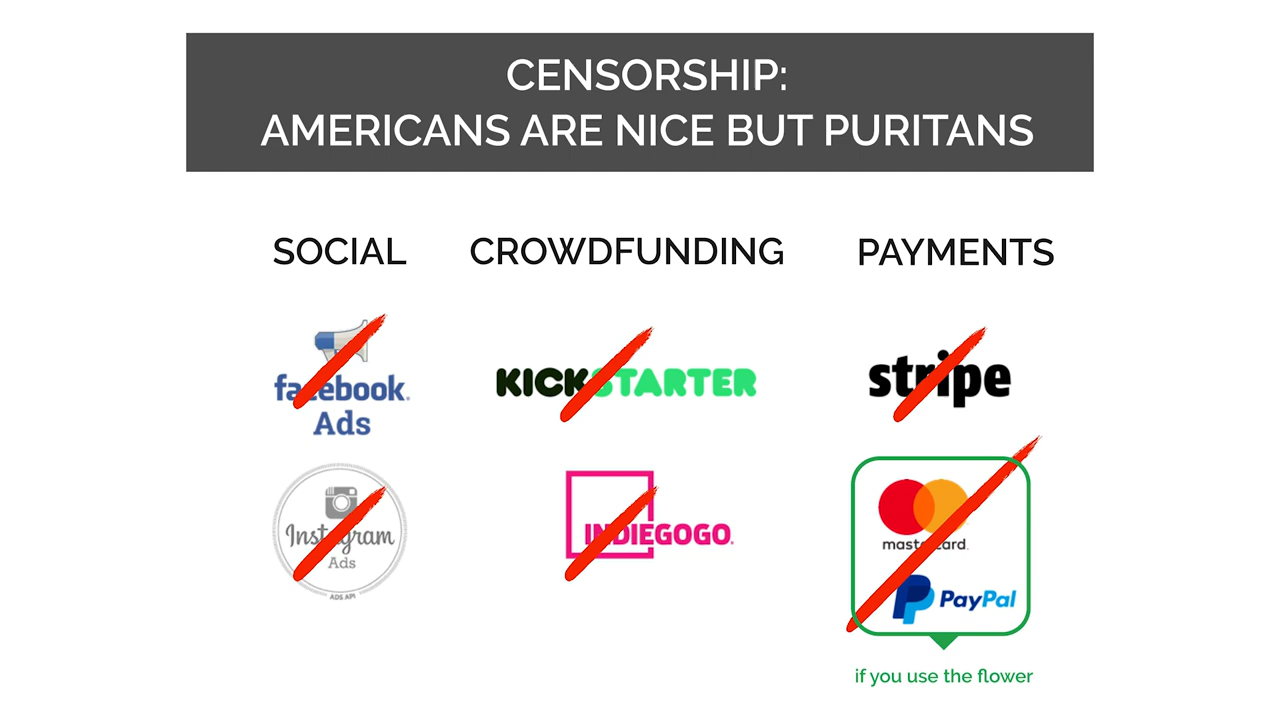 CENSORSHIP:
AMERICANS ARE NICE BUT PURITANS
SOCIAL
CROWDFUNDING
PAYMENTS
facebook.
Ads
KICKSTARTER
stripe
Instagram
Ads
ADS API
INDIEGOGO.
mastercard.
PayPal
if you use the flower